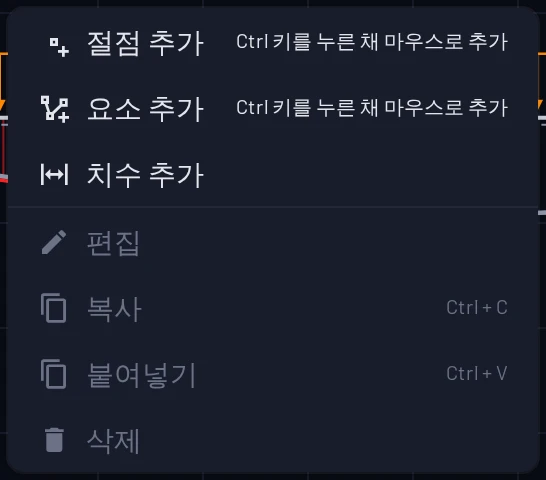 절점 추가 Ctrl 키를 누른 채 마우스로 추가
요소 추가 Ctrl 키를 누른 채 마우스로 추가
치수 추가
편집
복사 Ctrl + C
붙여넣기 Ctrl + V
삭제